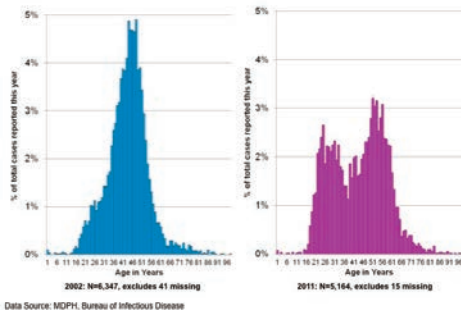 5%
4%
3%
2%
1%
0%
% of total cases reported this year
1 6 11 16 21 26 31 36 41 46 51 56 61 66 71 76 81 86 91 96
Age in Years
2002: N=6,347, excludes 41 missing
5%
4%
3%
2%
1%
0%
% of total cases reported this year
1 6 11 16 21 26 31 36 41 46 51 56 61 66 71 76 81 86 91 96
Age in Years
2011: N=5,164, excludes 15 missing
Data Source: MDPH, Bureau of Infectious Disease